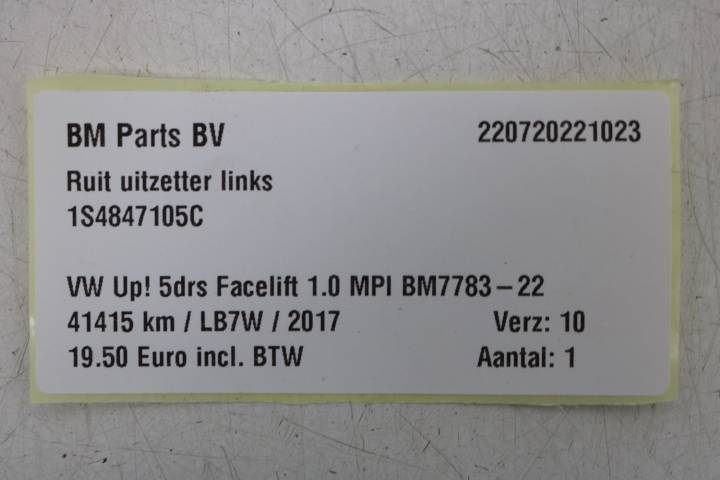 BM Parts BV 220720221023
Ruit uitzetter links
1S4847105C
VW Up! 5drs Facelift 1.0 MPI BM7783-22
41415 km / LB7W / 2017 Verz: 10
19.50 Euro incl. BTW Aantal: 1